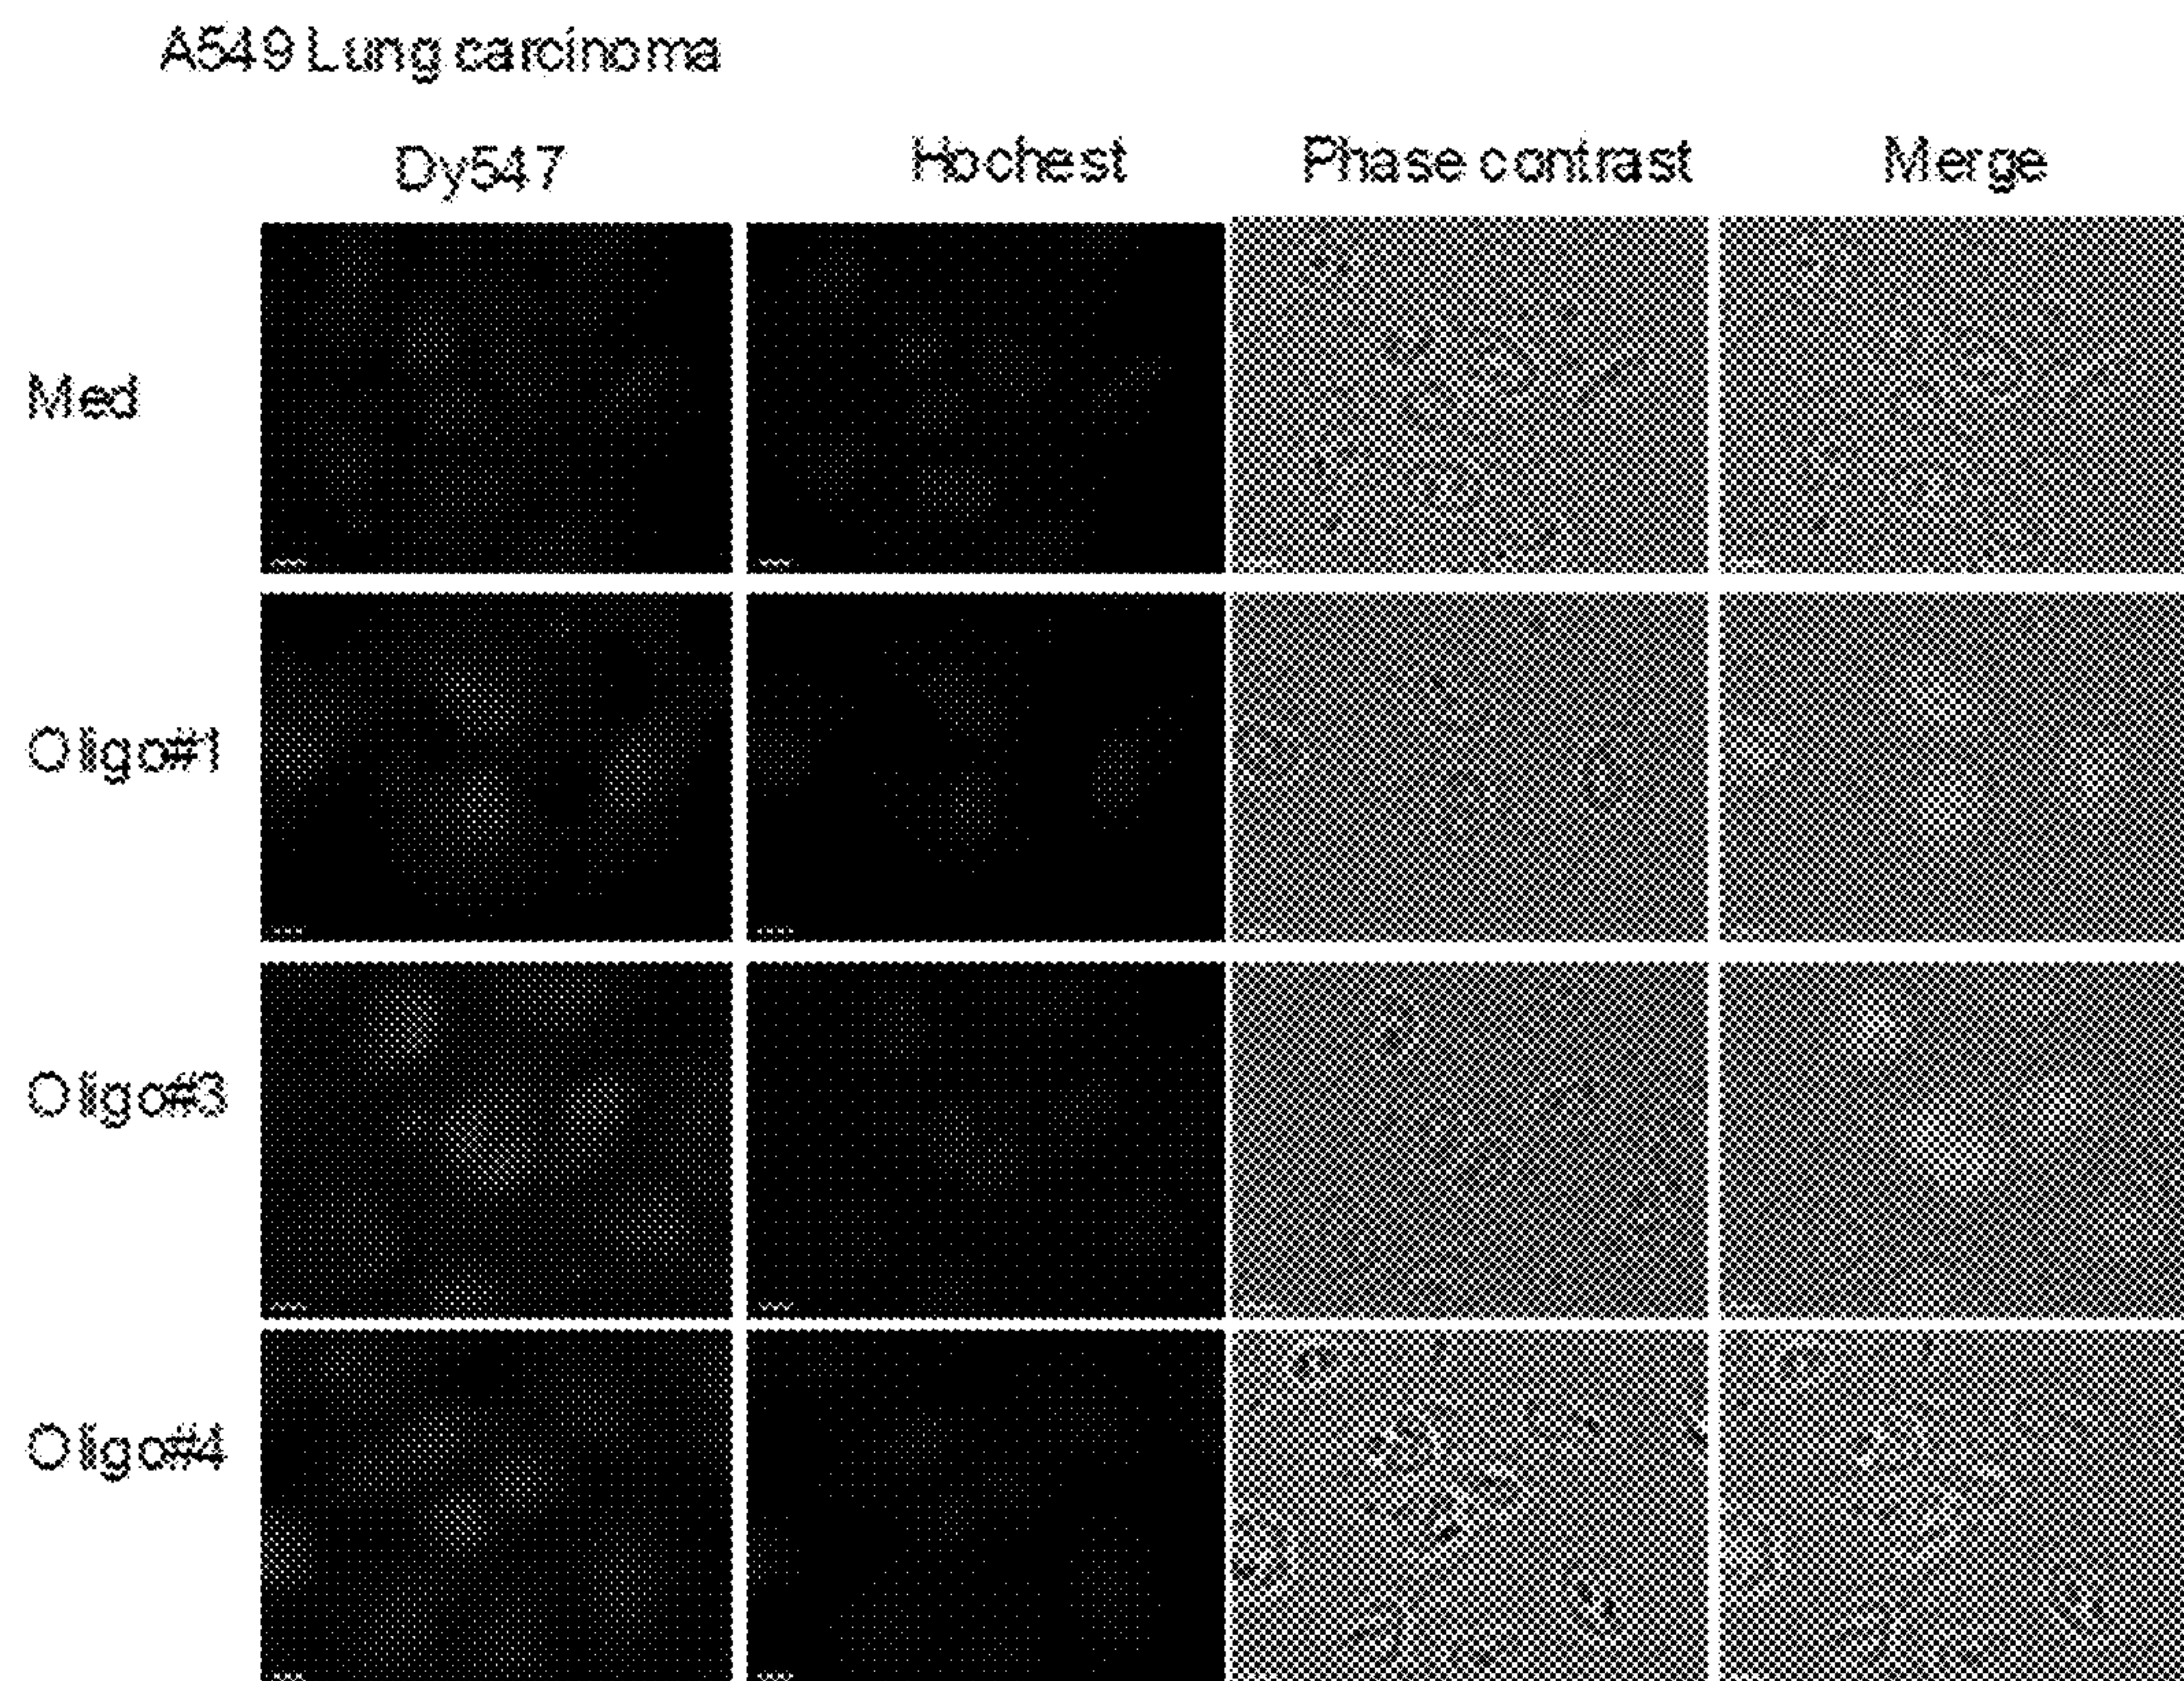 A549 Lung carcinoma
Dy547 Hochest Phase contrast Merge
Med
Oligo#1
Oligo#3
Oligo#4